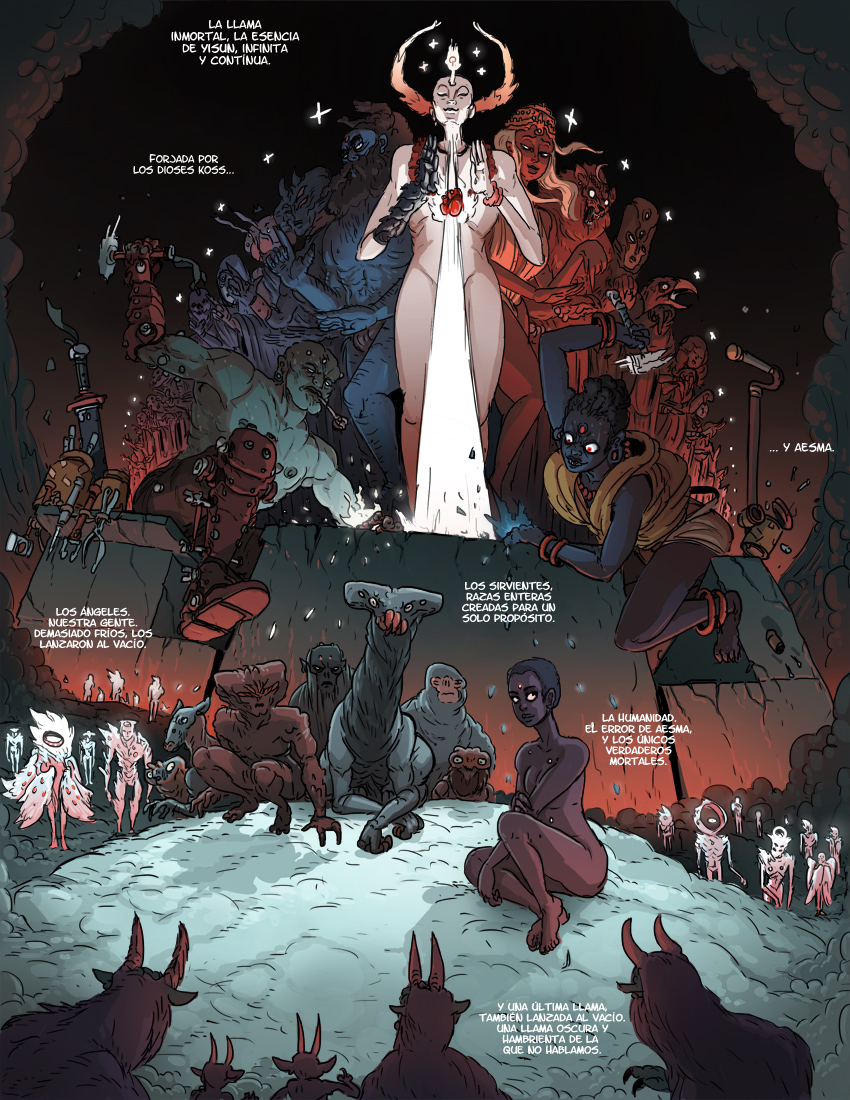 LA LLAMA
INMORTAL, LA ESENCIA
DE YISUN, INFINITA
Y CONTÍNUA.
FORJADA POR
LOS DIOSES KOSS...
... Y AESMA.
LOS SIRVIENTES,
RAZAS ENTERAS
CREADAS PARA UN
SOLO PROPÓSITO.
LOS ÁNGELES.
NUESTRA GENTE.
DEMASIADO FRÍOS, LOS
LANZARON AL VACÍO.
LA HUMANIDAD.
EL ERROR DE AESMA,
Y LOS ÚNICOS
VERDADEROS
MORTALES.
Y UNA ÚLTIMA LLAMA,
TAMBIÉN LANZADA AL VACÍO.
UNA LLAMA OSCURA Y
HAMBRIENTA DE LA
QUE NO HABLAMOS.